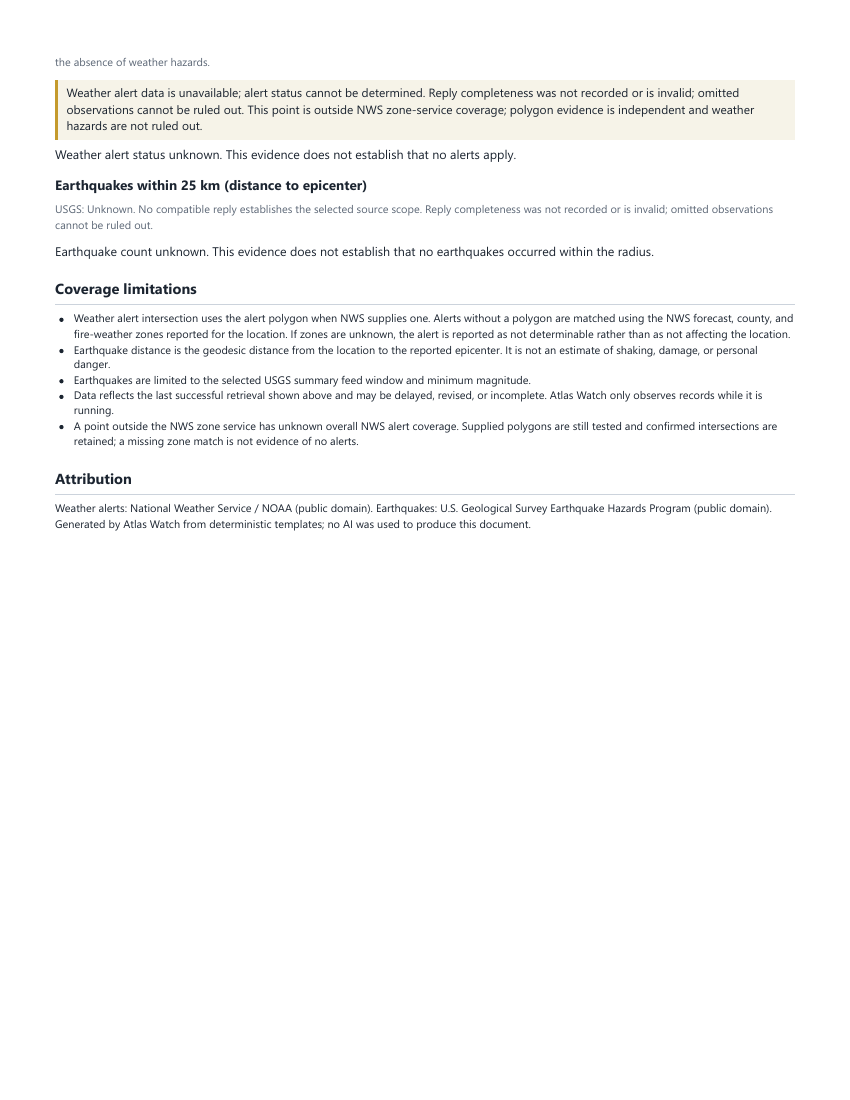 the absence of weather hazards.
Weather alert data is unavailable; alert status cannot be determined. Reply completeness was not recorded or is invalid; omitted
observations cannot be ruled out. This point is outside NWS zone-service coverage; polygon evidence is independent and weather
hazards are not ruled out.
Weather alert status unknown. This evidence does not establish that no alerts apply.
Earthquakes within 25 km (distance to epicenter)
USGS: Unknown. No compatible reply establishes the selected source scope. Reply completeness was not recorded or is invalid; omitted observations
cannot be ruled out.
Earthquake count unknown. This evidence does not establish that no earthquakes occurred within the radius.
Coverage limitations
• Weather alert intersection uses the alert polygon when NWS supplies one. Alerts without a polygon are matched using the NWS forecast, county, and
fire-weather zones reported for the location. If zones are unknown, the alert is reported as not determinable rather than as not affecting the location.
• Earthquake distance is the geodesic distance from the location to the reported epicenter. It is not an estimate of shaking, damage, or personal
danger.
• Earthquakes are limited to the selected USGS summary feed window and minimum magnitude.
• Data reflects the last successful retrieval shown above and may be delayed, revised, or incomplete. Atlas Watch only observes records while it is
running.
• A point outside the NWS zone service has unknown overall NWS alert coverage. Supplied polygons are still tested and confirmed intersections are
retained; a missing zone match is not evidence of no alerts.
Attribution
Weather alerts: National Weather Service / NOAA (public domain). Earthquakes: U.S. Geological Survey Earthquake Hazards Program (public domain).
Generated by Atlas Watch from deterministic templates; no AI was used to produce this document.